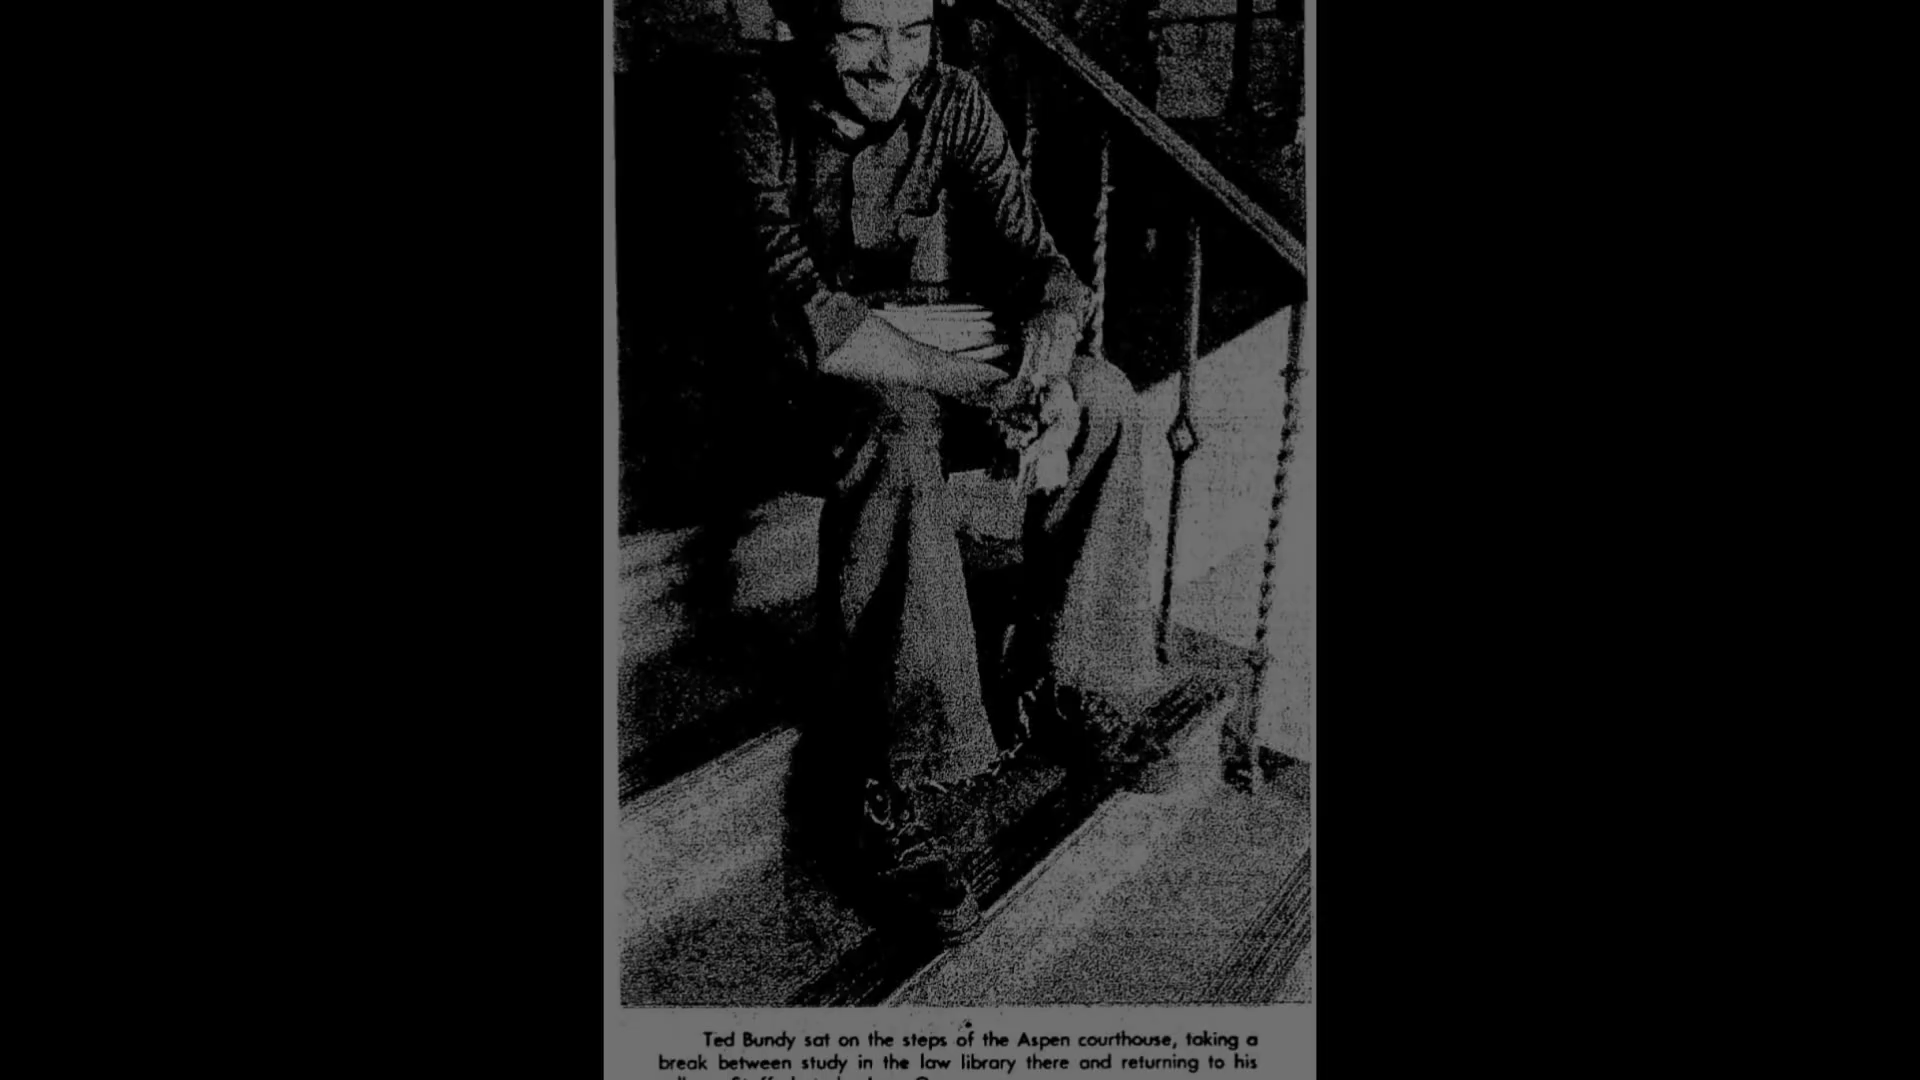 Ted Bundy sat on the steps of the Aspen courthouse, taking a
break between study in the law library there and returning to his